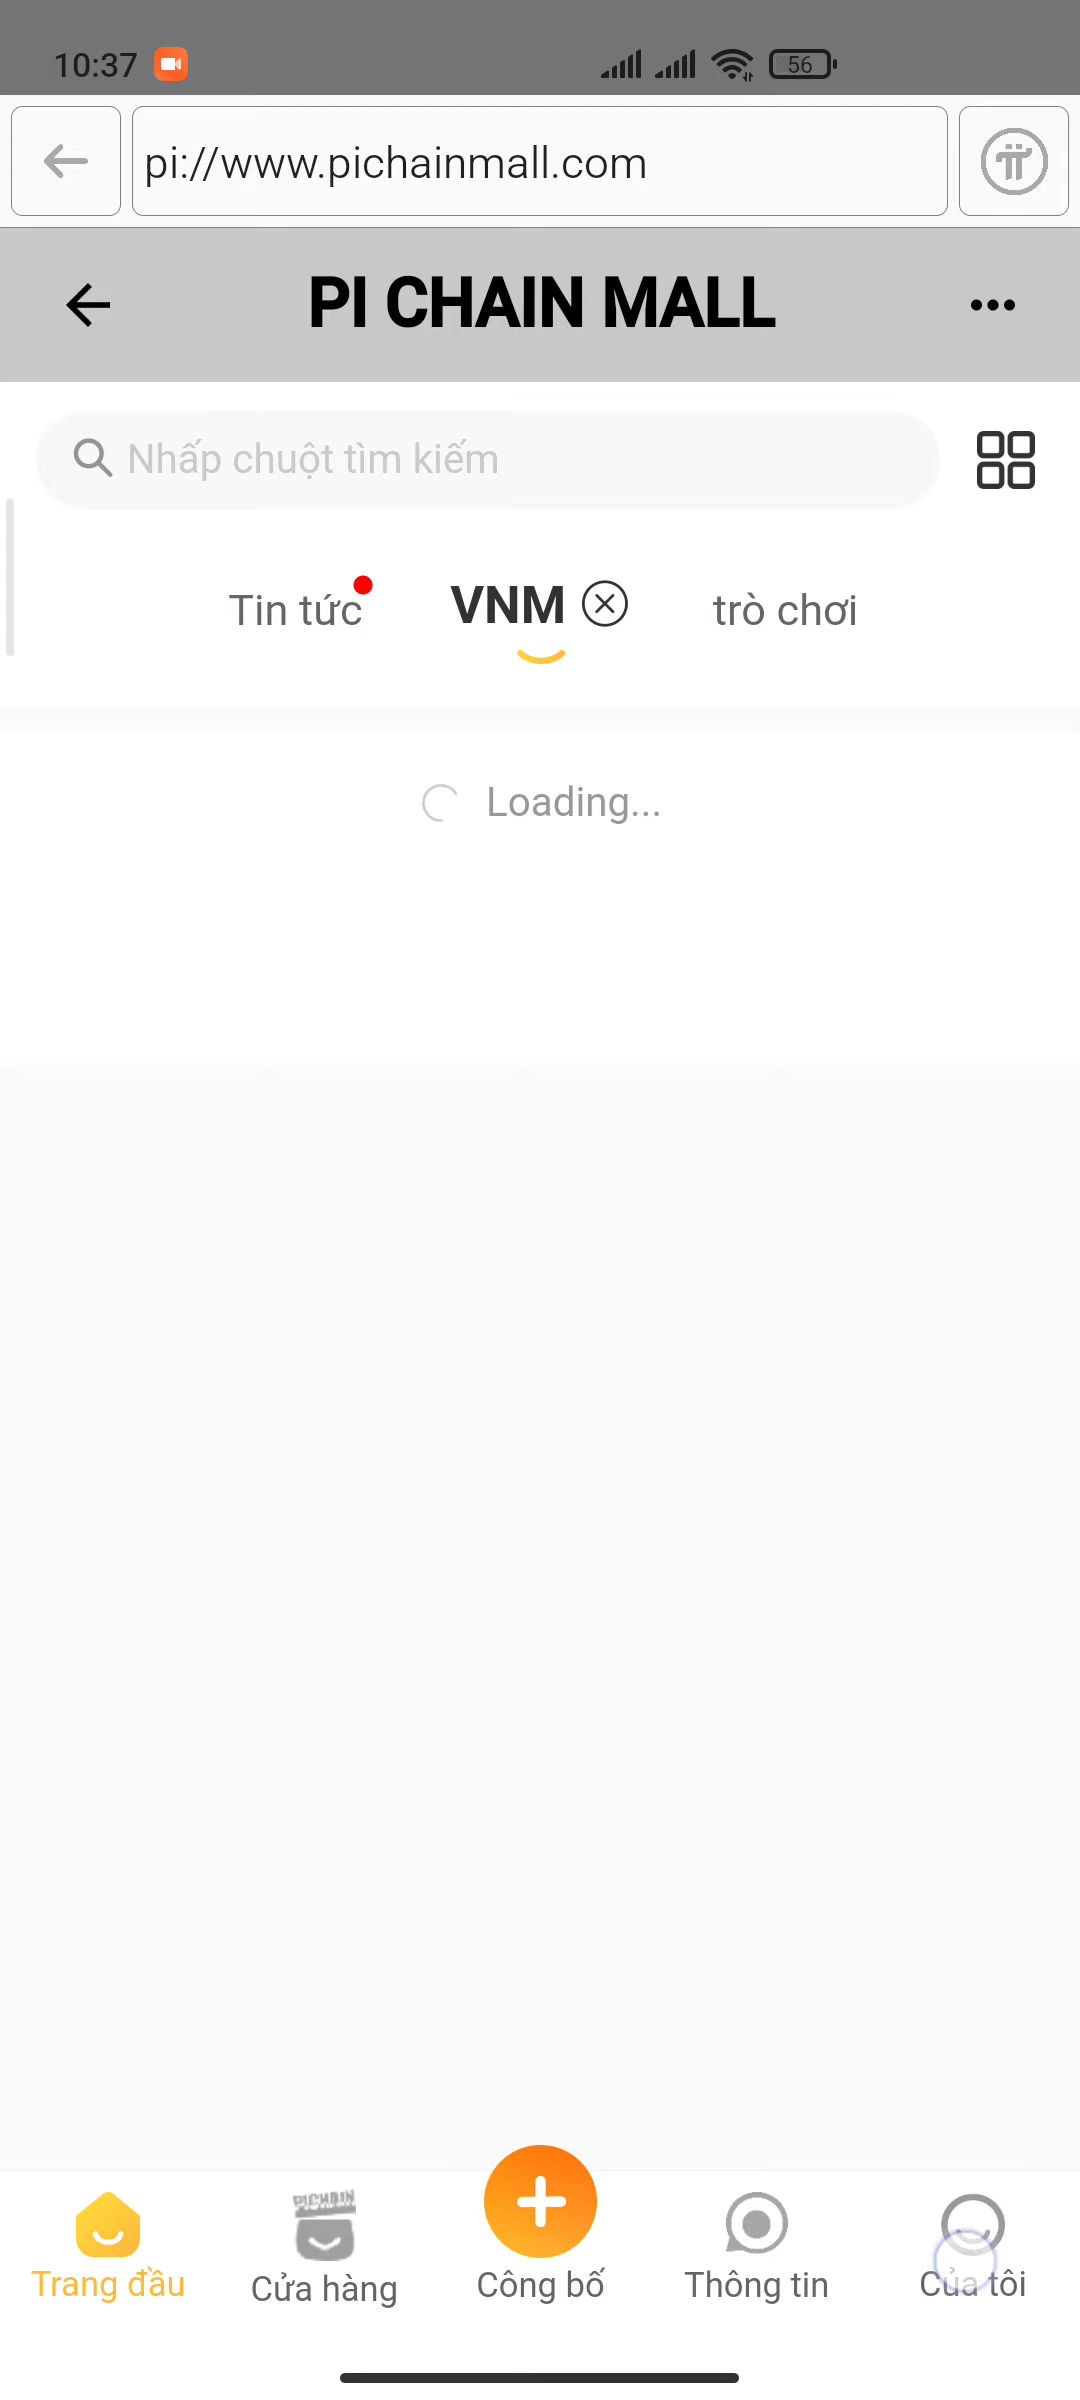 10:37
56
pi://www.pichainmall.com
PI CHAIN MALL
Nhấp chuột tìm kiếm
Tin tức VNM trò chơi
Loading...
PICHAIN
Trang đầu Cửa hàng Công bố Thông tin Của tôi